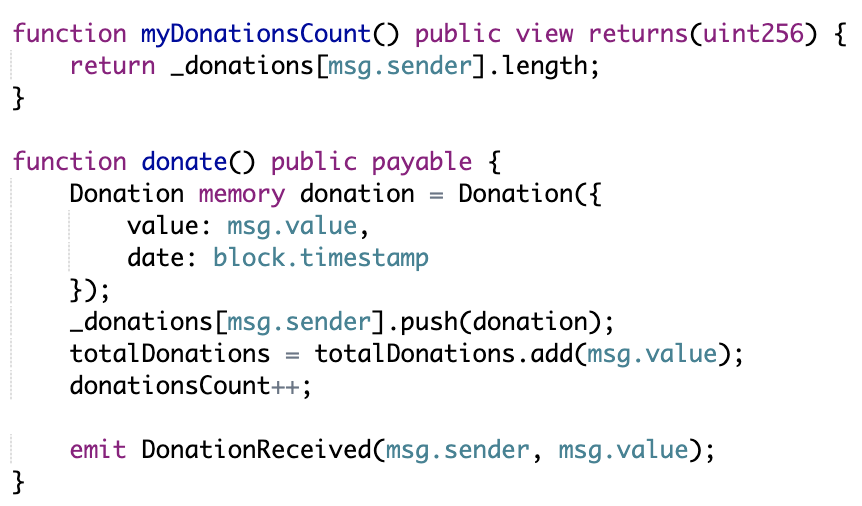 function myDonationsCount() public view returns(uint256) {
    return _donations[msg.sender].length;
}

function donate() public payable {
    Donation memory donation = Donation({
        value: msg.value,
        date: block.timestamp
    });
    _donations[msg.sender].push(donation);
    totalDonations = totalDonations.add(msg.value);
    donationsCount++;

    emit DonationReceived(msg.sender, msg.value);
}